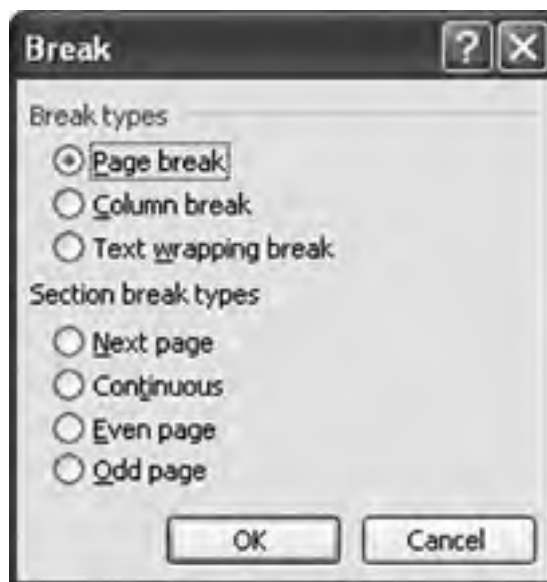 Break
Break types
Page break
Column break
Text wrapping break
Section break types
Next page
Continuous
Even page
Odd page
OK Cancel